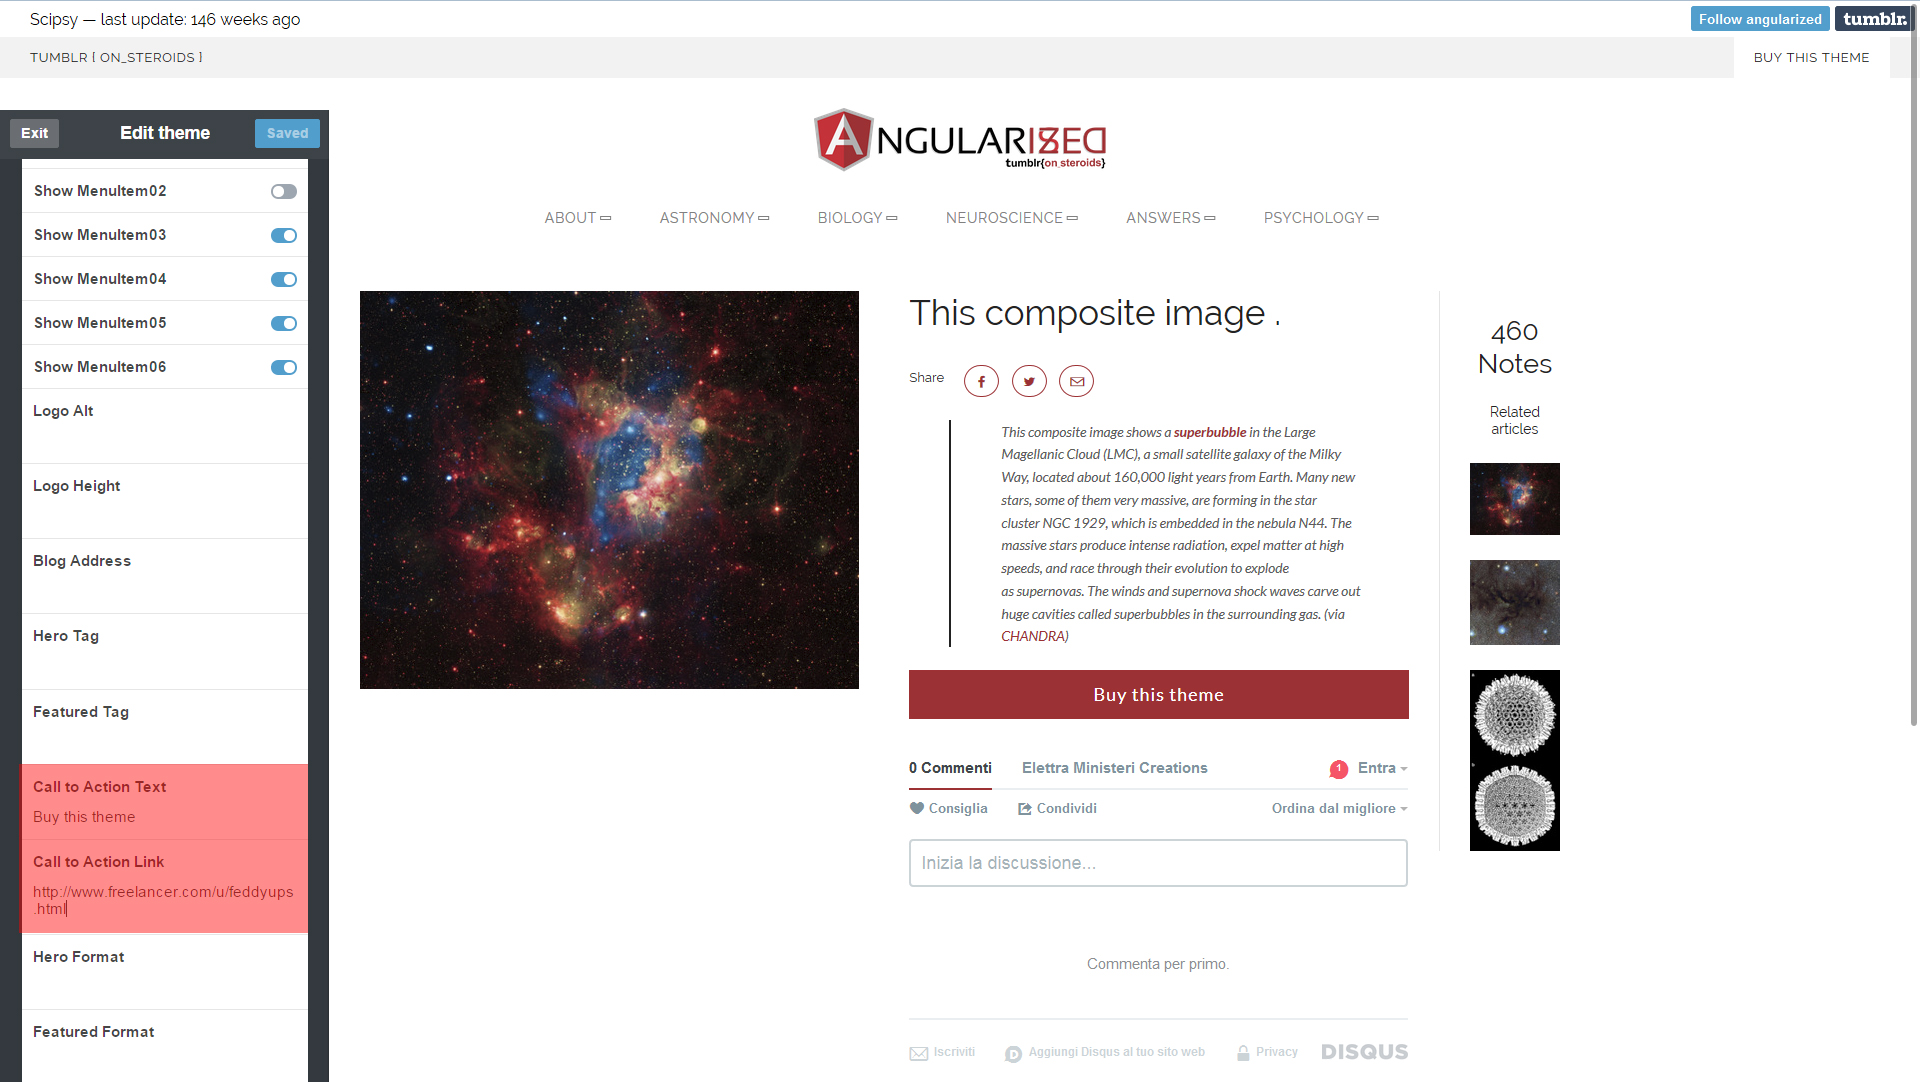 Scipsy — last update: 146 weeks ago
Follow angularized
tumblr.
TUMBLR { ON_STEROIDS }
BUY THIS THEME
Exit
Edit theme
Saved
Show MenuItem02
Show MenuItem03
Show MenuItem04
Show MenuItem05
Show MenuItem06
Logo Alt
Logo Height
Blog Address
Hero Tag
Featured Tag
Call to Action Text
Buy this theme
Call to Action Link
http://www.freelancer.com/u/feddyups
.html
Hero Format
Featured Format
ANGULARIZED
tumblr{on_steroids}
ABOUT
ASTRONOMY
BIOLOGY
NEUROSCIENCE
ANSWERS
PSYCHOLOGY
This composite image .
Share
This composite image shows a superbubble in the Large
Magellanic Cloud (LMC), a small satellite galaxy of the Milky
Way, located about 160,000 light years from Earth. Many new
stars, some of them very massive, are forming in the star
cluster NGC 1929, which is embedded in the nebula N44. The
massive stars produce intense radiation, expel matter at high
speeds, and race through their evolution to explode
as supernovas. The winds and supernova shock waves carve out
huge cavities called superbubbles in the surrounding gas. (via
CHANDRA)
Buy this theme
0 Commenti
Elettra Ministeri Creations
1
Entra
Consiglia
Condividi
Ordina dal migliore
Inizia la discussione...
Commenta per primo.
Iscriviti
Aggiungi Disqus al tuo sito web
Privacy
DISQUS
460
Notes
Related
articles